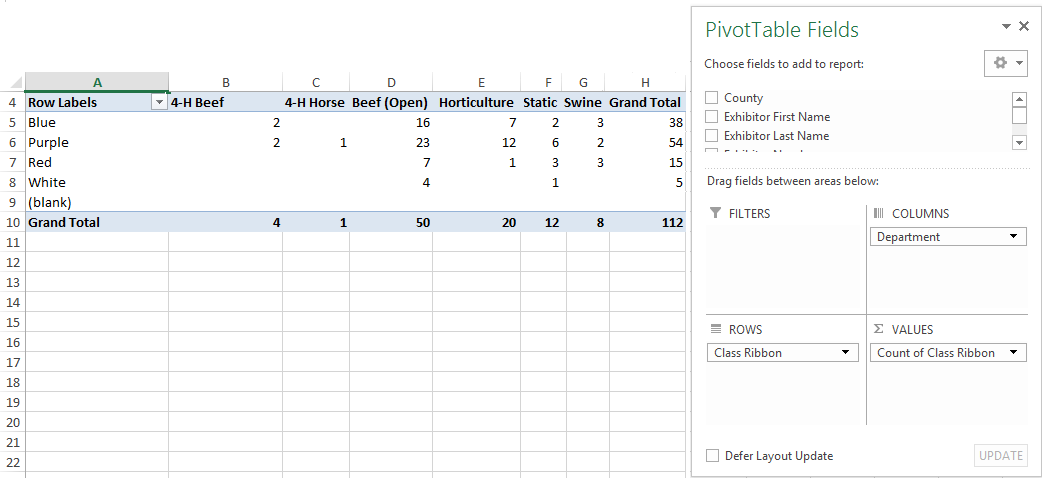 PivotTable Fields
Choose fields to add to report:
County
Exhibitor First Name
Exhibitor Last Name
Drag fields between areas below:
FILTERS
COLUMNS
Department
ROWS
VALUES
Class Ribbon
Count of Class Ribbon
Defer Layout Update
UPDATE
A B C D E F G H
4 Row Labels 4-H Beef 4-H Horse Beef (Open) Horticulture Static Swine Grand Total
5 Blue 2 16 7 2 3 38
6 Purple 2 1 23 12 6 2 54
7 Red 7 1 3 3 15
8 White 4 1 5
9 (blank)
10 Grand Total 4 1 50 20 12 8 112
11
12
13
14
15
16
17
18
19
20
21
22